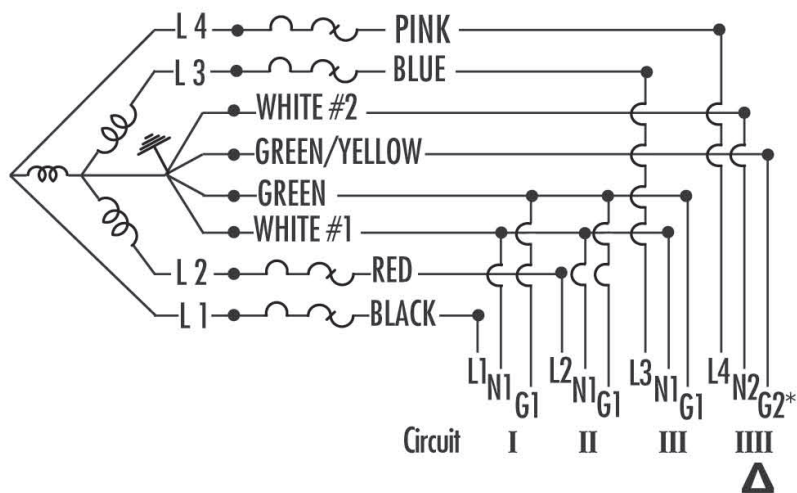 L 4 PINK
L 3 BLUE
WHITE #2
GREEN/YELLOW
GREEN
WHITE #1
L 2 RED
L 1 BLACK
L1 N1 G1 L2 N1 G1 L3 N1 G1 L4 N2 G2*
Circuit I II III IIII
Δ